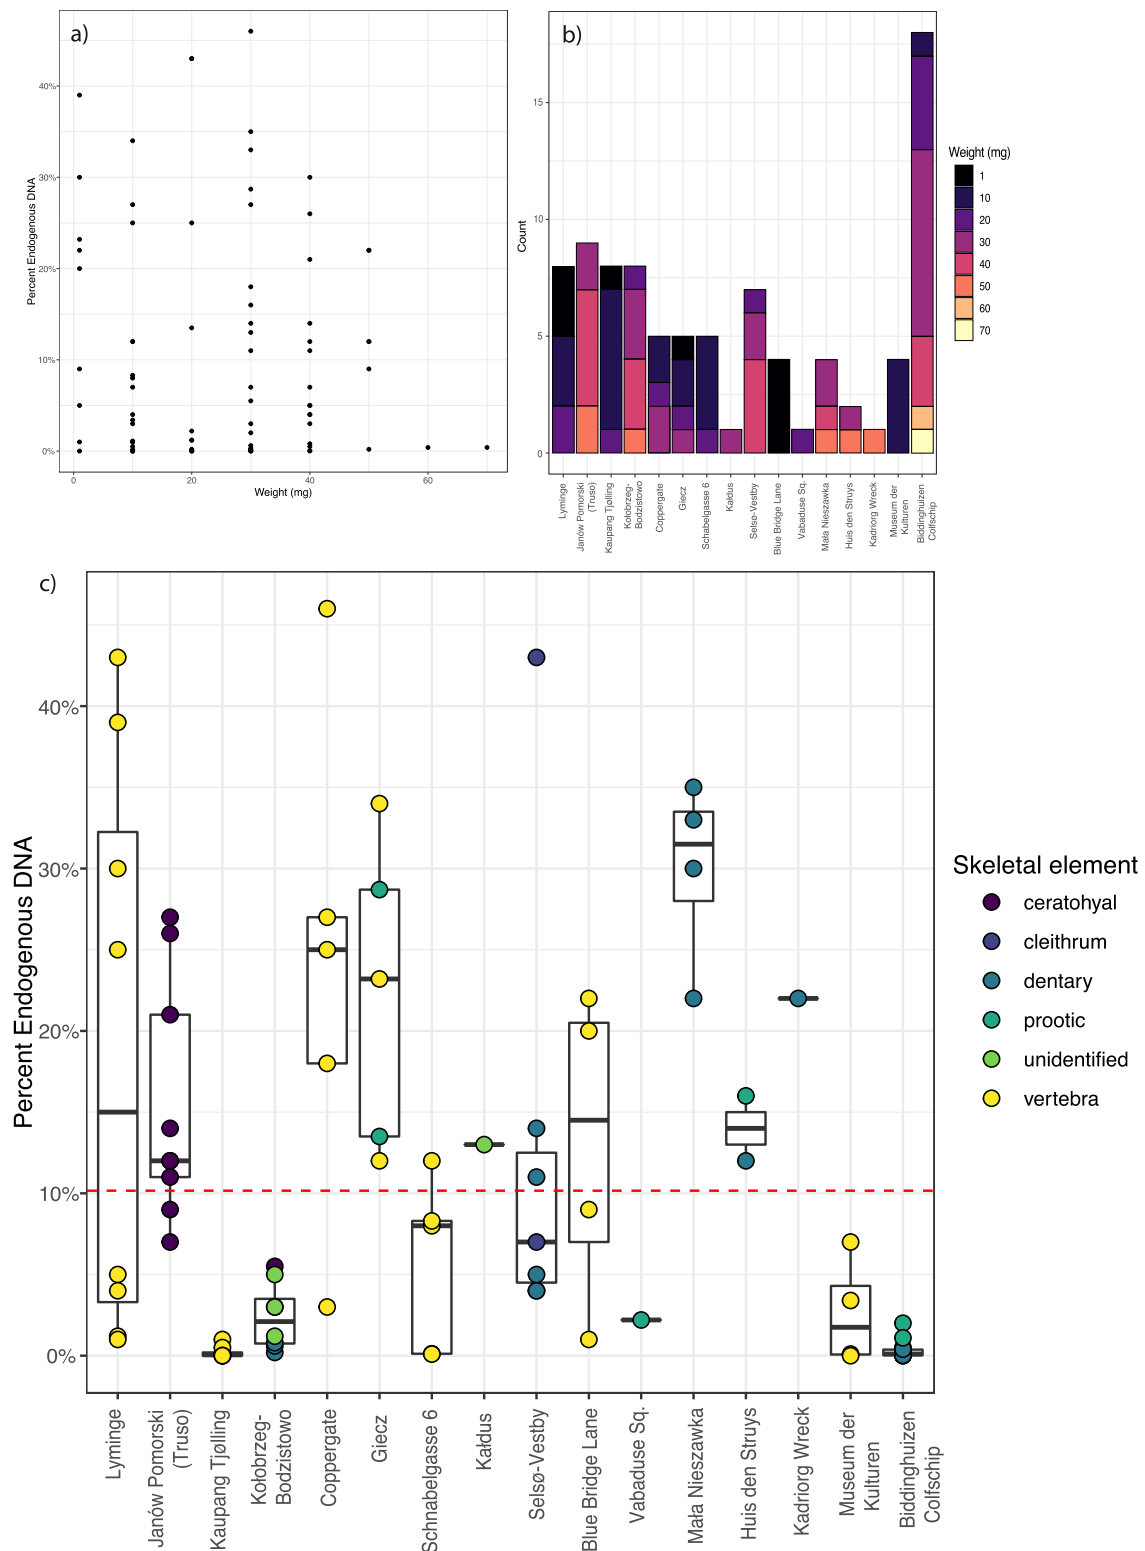 a)
Percent Endogenous DNA
40%
30%
20%
10%
0%
0
20
40
60
Weight (mg)
b)
Count
15
10
5
0
Lyminge
Janów Pomorski
(Truso)
Kaupang Tjølling
Kołobrzeg-
Bodzistowo
Coppergate
Giecz
Schabelgasse 6
Kałdus
Selsø-Vestby
Blue Bridge Lane
Vabaduse Sq.
Mała Nieszawka
Huis den Struys
Kadriorg Wreck
Museum der
Kulturen
Biddinghuizen
Colfschip
Weight (mg)
1
10
20
30
40
50
60
70
c)
Percent Endogenous DNA
40%
30%
20%
10%
0%
Lyminge
Janów Pomorski
(Truso)
Kaupang Tjølling
Kołobrzeg-
Bodzistowo
Coppergate
Giecz
Schnabelgasse 6
Kałdus
Selsø-Vestby
Blue Bridge Lane
Vabaduse Sq.
Mała Nieszawka
Huis den Struys
Kadriorg Wreck
Museum der
Kulturen
Biddinghuizen
Colfschip
Skeletal element
ceratohyal
cleithrum
dentary
prootic
unidentified
vertebra